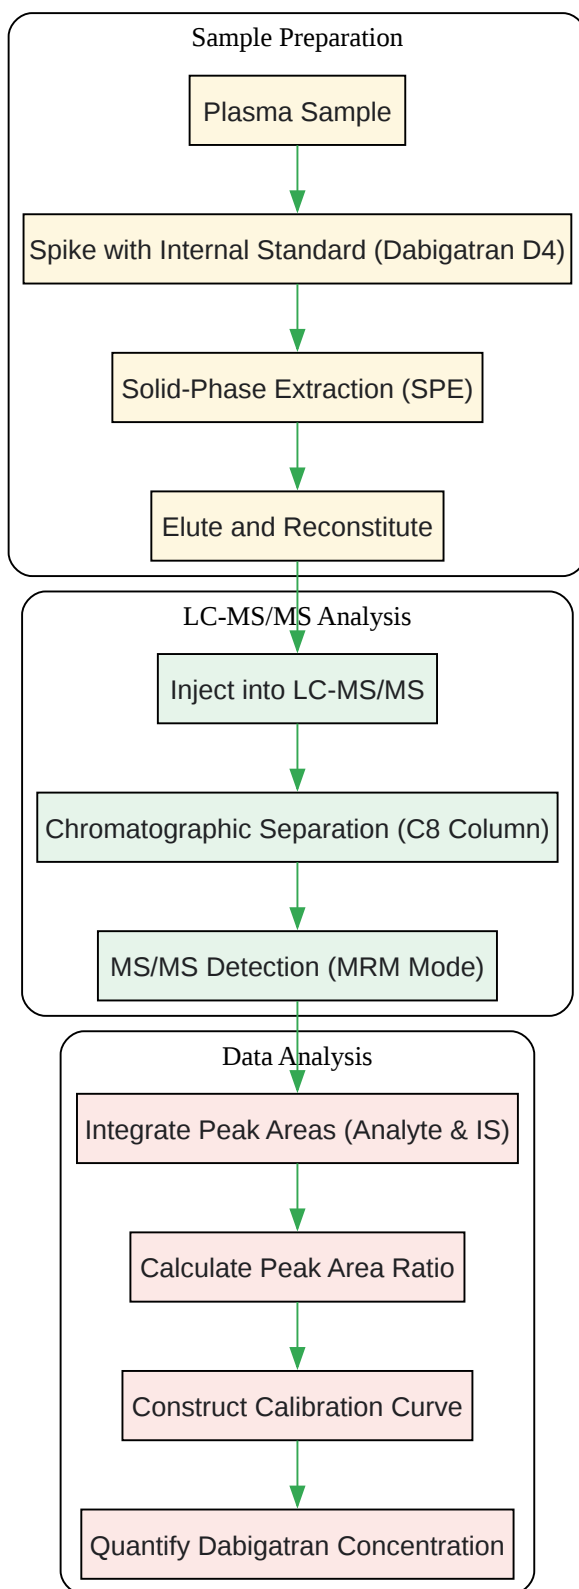 Sample Preparation
Plasma Sample
Spike with Internal Standard (Dabigatran D4)
Solid-Phase Extraction (SPE)
Elute and Reconstitute
LC-MS/MS Analysis
Inject into LC-MS/MS
Chromatographic Separation (C8 Column)
MS/MS Detection (MRM Mode)
Data Analysis
Integrate Peak Areas (Analyte & IS)
Calculate Peak Area Ratio
Construct Calibration Curve
Quantify Dabigatran Concentration